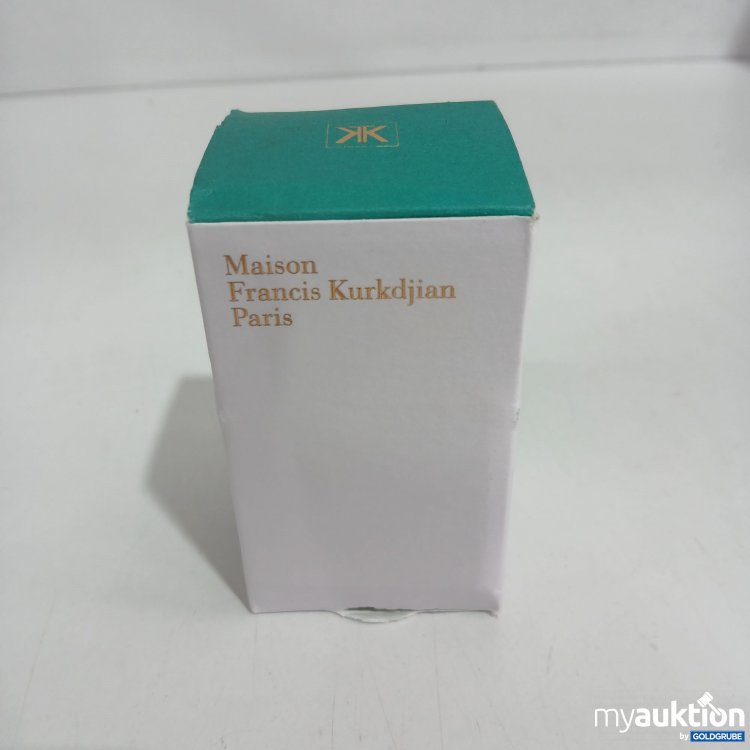 Maison
Francis Kurkdjian
Paris
myauktion
by GOLDGRUBE